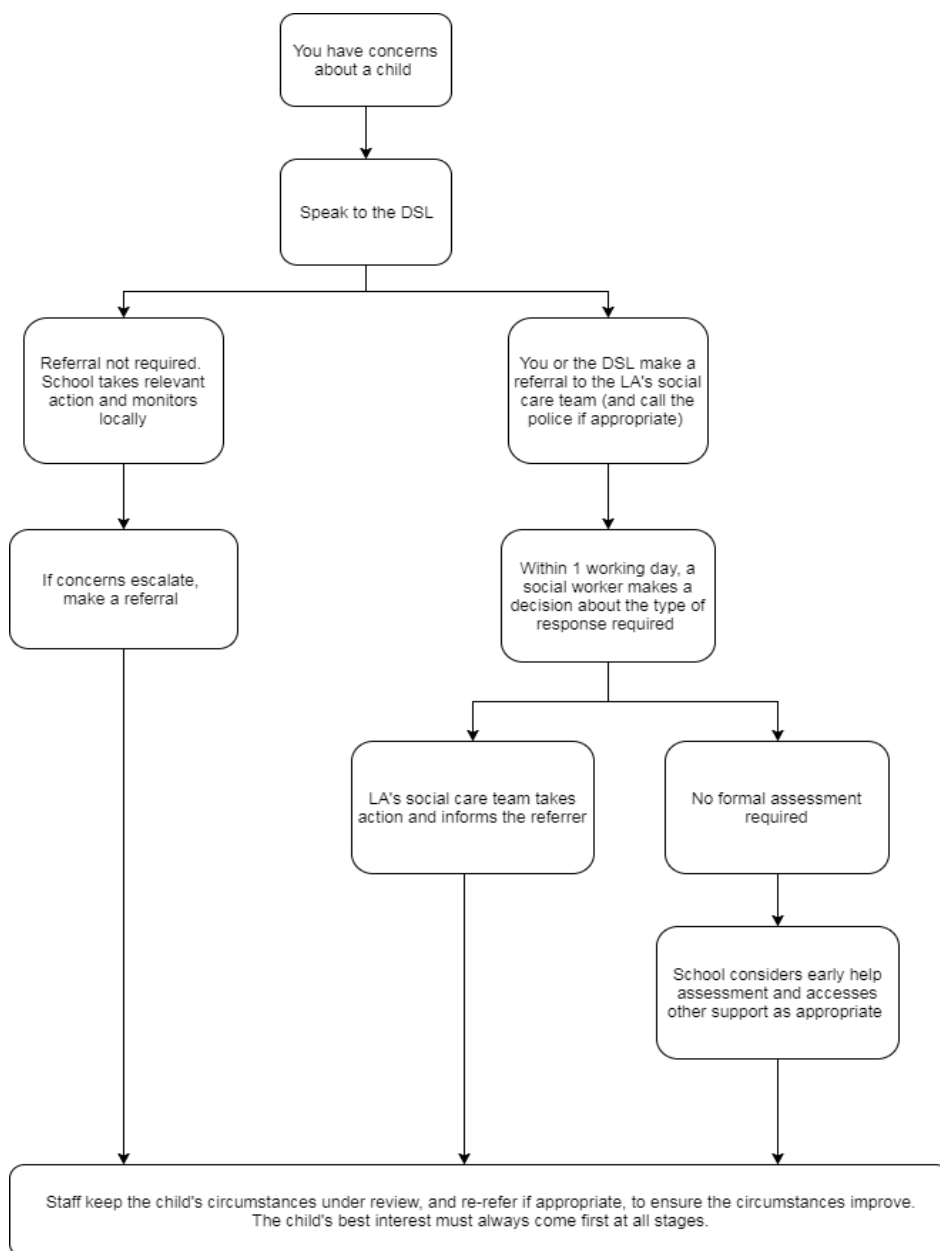 You have concerns
about a child
Speak to the DSL
Referral not required.
School takes relevant
action and monitors
locally
You or the DSL make a
referral to the LA's social
care team (and call the
police if appropriate)
If concerns escalate,
make a referral
Within 1 working day, a
social worker makes a
decision about the type of
response required
LA's social care team takes
action and informs the referrer
No formal assessment
required
School considers early help
assessment and accesses
other support as appropriate
Staff keep the child's circumstances under review, and re-refer if appropriate, to ensure the circumstances improve.
The child's best interest must always come first at all stages.